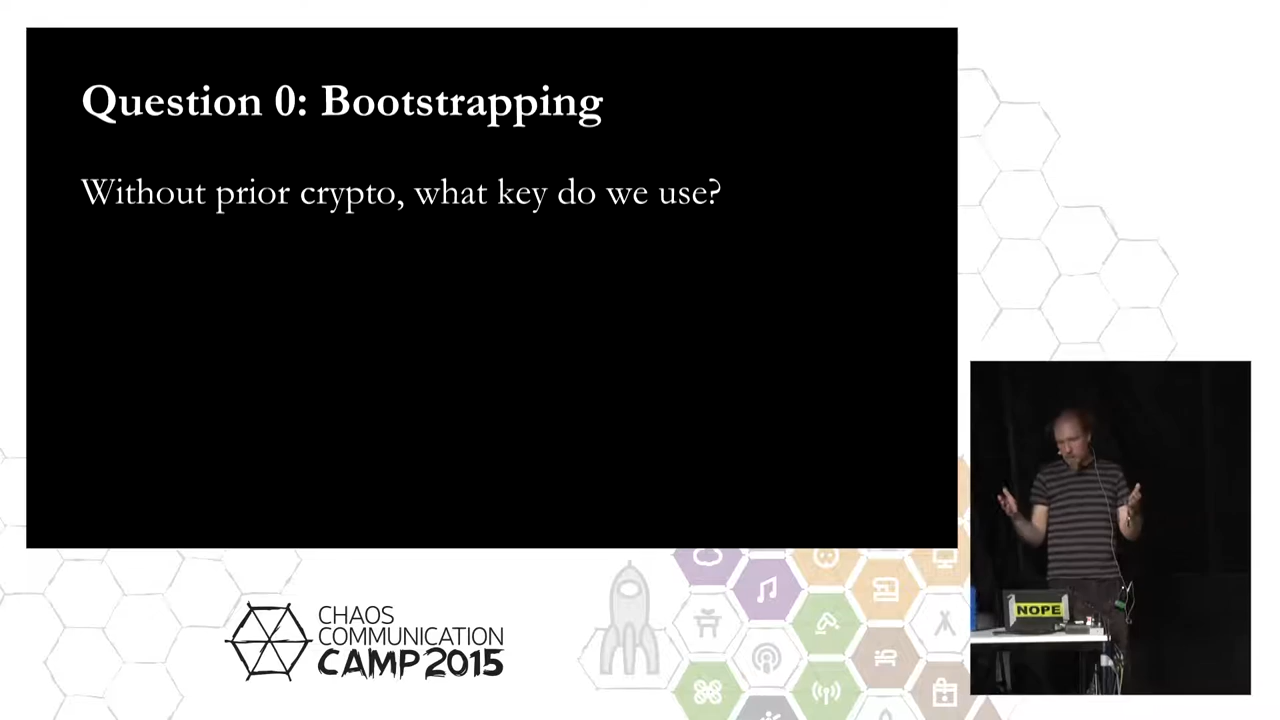 Question 0: Bootstrapping
Without prior crypto, what key do we use?
NOPE
CHAOS
COMMUNICATION
CAMP 2015